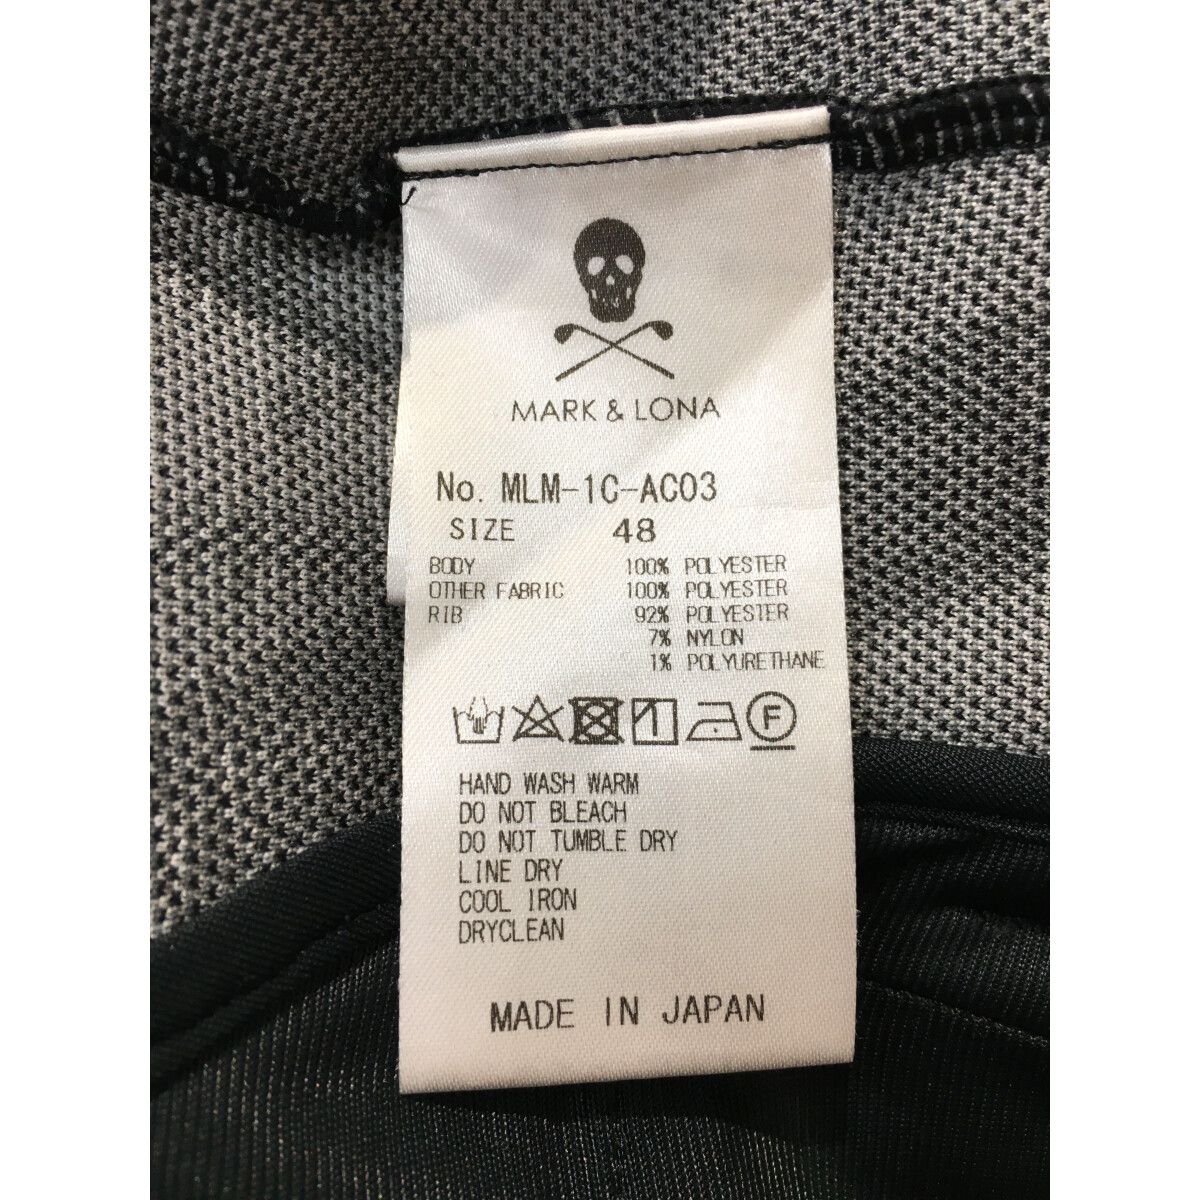 MARK & LONA
No. MLM-1C-AC03
SIZE 48
BODY 100% POLYESTER
OTHER FABRIC 100% POLYESTER
RIB 92% POLYESTER
7% NYLON
1% POLYURETHANE
F
HAND WASH WARM
DO NOT BLEACH
DO NOT TUMBLE DRY
LINE DRY
COOL IRON
DRYCLEAN
MADE IN JAPAN